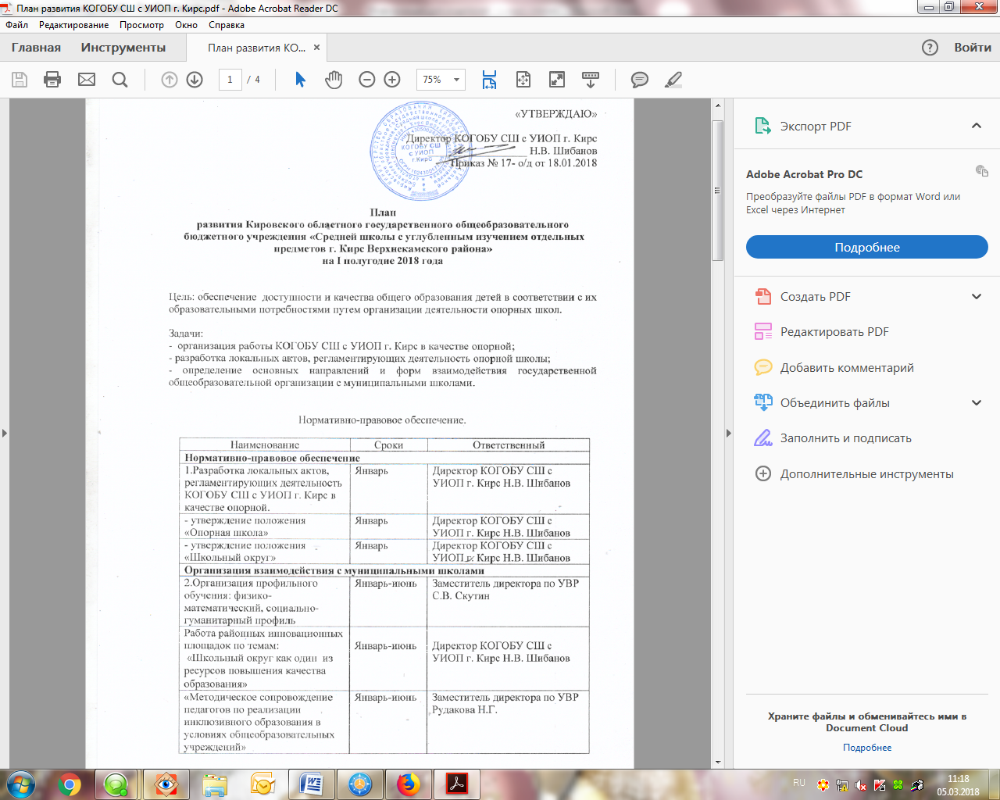 План развития КОГОБУ СШ с УИОП г. Кирс.pdf - Adobe Acrobat Reader DC
Файл Редактирование Просмотр Окно Справка
Главная Инструменты План развития КО... × Войти
1 / 4 75%
«УТВЕРЖДАЮ»
Директор КОГОБУ СШ с УИОП г. Кирс
Н.В. Шибанов
Приказ № 17- о/д от 18.01.2018
КОГОБУ СШ
с УИОП
г.Кирс
План
развития Кировского областного государственного общеобразовательного
бюджетного учреждения «Средней школы с углубленным изучением отдельных
предметов г. Кирс Верхнекамского района»
на I полугодие 2018 года
Цель: обеспечение доступности и качества общего образования детей в соответствии с их
образовательными потребностями путем организации деятельности опорных школ.
Задачи:
- организация работы КОГОБУ СШ с УИОП г. Кирс в качестве опорной;
- разработка локальных актов, регламентирующих деятельность опорной школы;
- определение основных направлений и форм взаимодействия государственной
общеобразовательной организации с муниципальными школами.
Нормативно-правовое обеспечение.
Наименование Сроки Ответственный
Нормативно-правовое обеспечение
1.Разработка локальных актов, Январь Директор КОГОБУ СШ с
регламентирующих деятельность УИОП г. Кирс Н.В. Шибанов
КОГОБУ СШ с УИОП г. Кирс в
качестве опорной.
- утверждение положения Январь Директор КОГОБУ СШ с
«Опорная школа» УИОП г. Кирс Н.В. Шибанов
- утверждение положения Январь Директор КОГОБУ СШ с
«Школьный округ» УИОП г. Кирс Н.В. Шибанов
Организация взаимодействия с муниципальными школами
2.Организация профильного Январь-июнь Заместитель директора по УВР
обучения: физико- С.В. Скутин
математический, социально-
гуманитарный профиль
Работа районных инновационных
площадок по темам: Январь-июнь Директор КОГОБУ СШ с
«Школьный округ как один из УИОП г. Кирс Н.В. Шибанов
ресурсов повышения качества
образования»
«Методическое сопровождение Январь-июнь Заместитель директора по УВР
педагогов по реализации Рудакова Н.Г.
инклюзивного образования в
условиях общеобразовательных
учреждений»
Экспорт PDF
Adobe Acrobat Pro DC
Преобразуйте файлы PDF в формат Word или
Excel через Интернет
Подробнее
Создать PDF
Редактировать PDF
Добавить комментарий
Объединить файлы
Заполнить и подписать
Дополнительные инструменты
Храните файлы и обменивайтесь ими в
Document Cloud
Подробнее
RU 11:18
05.03.2018